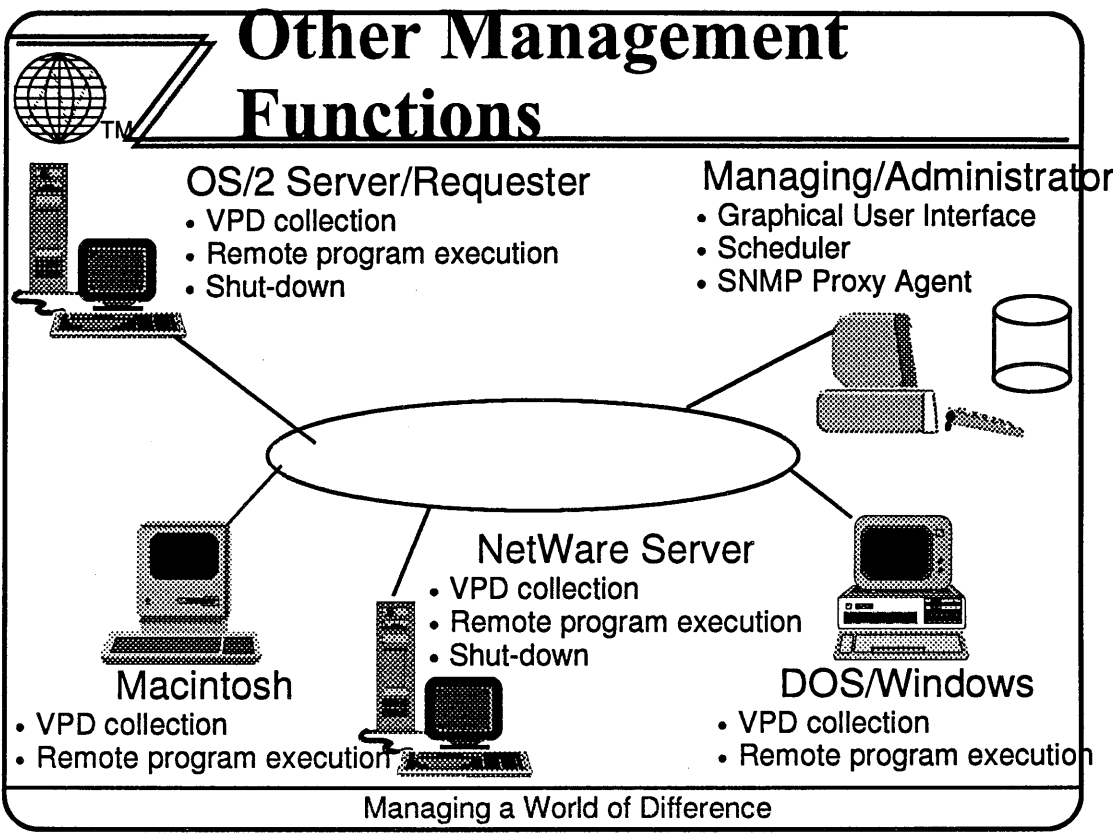 Other Management
Functions
TM
OS/2 Server/Requester
• VPD collection
• Remote program execution
• Shut-down
Managing/Administrator
• Graphical User Interface
• Scheduler
• SNMP Proxy Agent
Macintosh
• VPD collection
• Remote program execution
NetWare Server
• VPD collection
• Remote program execution
• Shut-down
DOS/Windows
• VPD collection
• Remote program execution
Managing a World of Difference